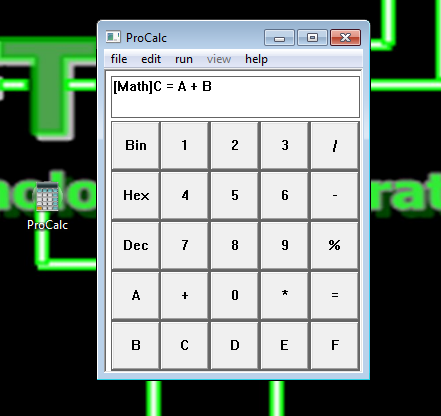 ProCalc
file edit run view help
[Math]C = A + B
Bin 1 2 3 /
Hex 4 5 6 -
Dec 7 8 9 %
A + 0 * =
B C D E F
ProCalc